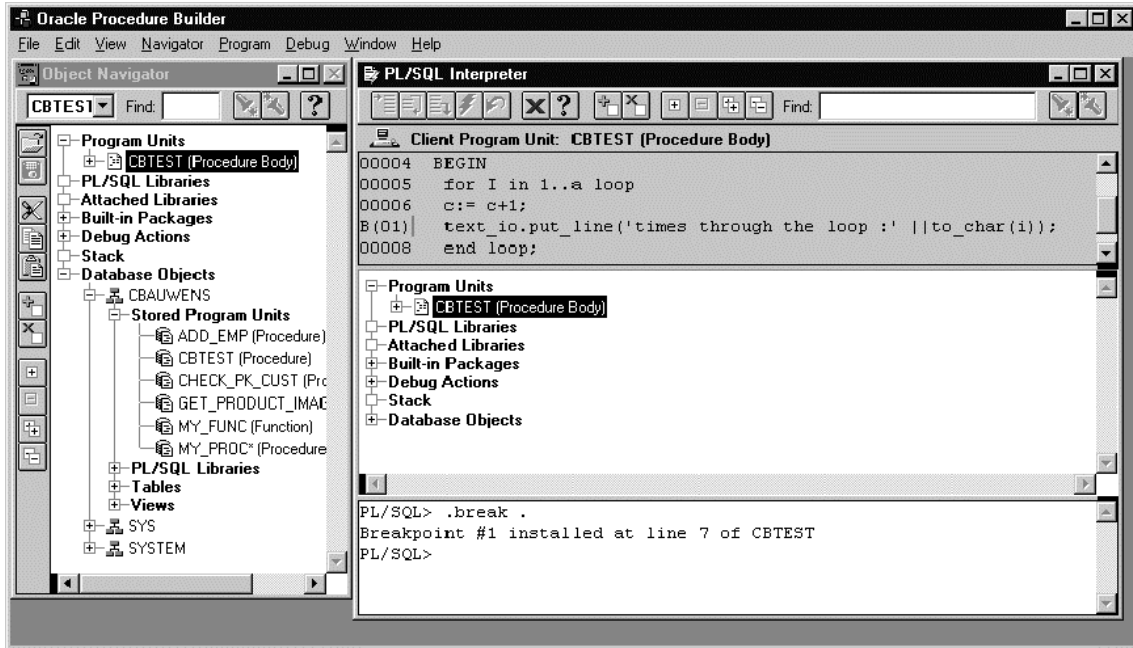 Oracle Procedure Builder
File Edit View Navigator Program Debug Window Help
Object Navigator
CBTEST Find:
Program Units
CBTEST (Procedure Body)
PL/SQL Libraries
Attached Libraries
Built-in Packages
Debug Actions
Stack
Database Objects
CBAUWENS
Stored Program Units
ADD_EMP (Procedure)
CBTEST (Procedure)
CHECK_PK_CUST (Pro
GET_PRODUCT_IMAG
MY_FUNC (Function)
MY_PROC* (Procedure
PL/SQL Libraries
Tables
Views
SYS
SYSTEM
PL/SQL Interpreter
Find:
Client Program Unit: CBTEST (Procedure Body)
00004 BEGIN
00005 for I in 1..a loop
00006 c:= c+1;
B(01) text_io.put_line('times through the loop :' ||to_char(i));
00008 end loop;
Program Units
CBTEST (Procedure Body)
PL/SQL Libraries
Attached Libraries
Built-in Packages
Debug Actions
Stack
Database Objects
PL/SQL> .break .
Breakpoint #1 installed at line 7 of CBTEST
PL/SQL>